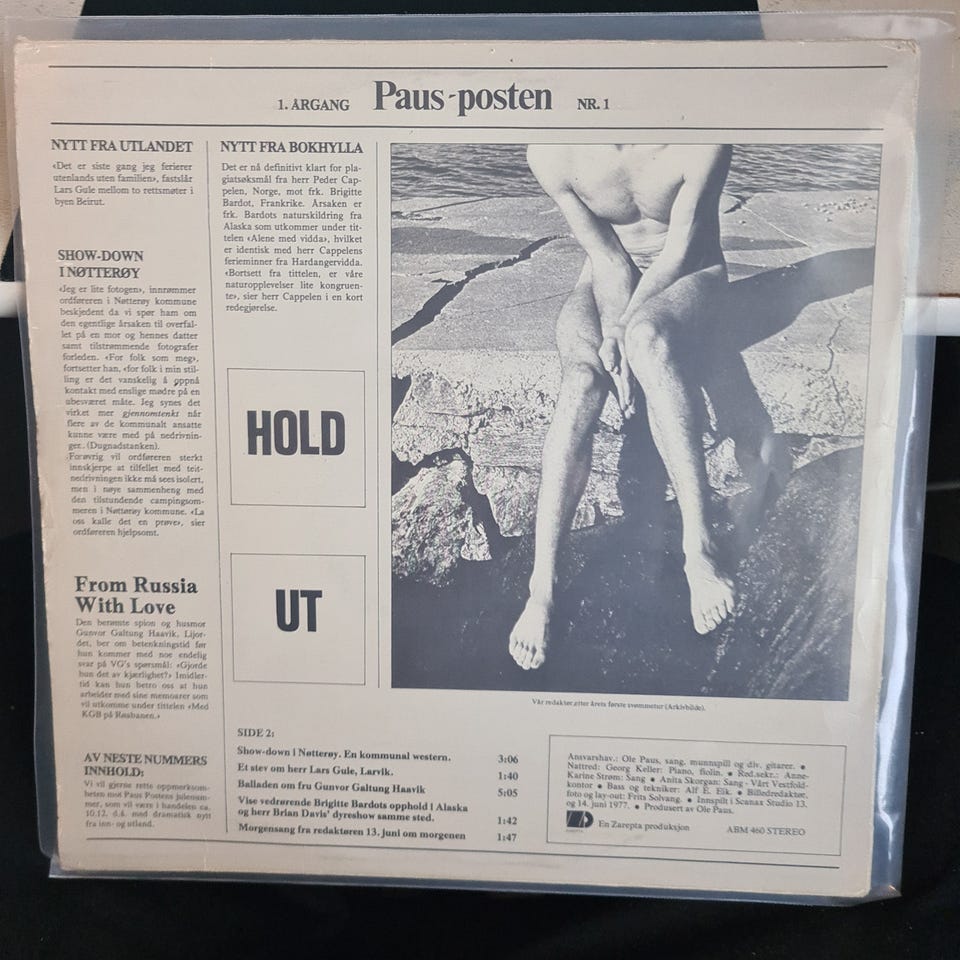 1. ÅRGANG Paus-posten NR. 1
NYTT FRA UTLANDET
«Det er siste gang jeg ferierer
utenlands uten familien», fastslår
Lars Gule mellom to rettsmøter i
byen Beirut.
SHOW-DOWN
I NØTTERØY
«Jeg er lite fotogen», innrømmer
ordføreren i Nøtterøy kommune
beskjedent da vi spør ham om
den egentlige årsaken til overfal-
let på en mor og hennes datter
samt tilstrømmende fotografer
forleden. «For folk som meg»,
fortsetter han, «for folk i min stil-
ling er det vanskelig å oppnå
kontakt med enslige mødre på en
ubesværet måte. Jeg synes det
virket mer gjennomtenkt når
flere av de kommunalt ansatte
kunne være med på nedrivnin-
gen. (Dugnadstanken).
Forøvrig vil ordføreren sterkt
innskjerpe at tilfellet med telt-
nedrivningen ikke må sees isolert,
men i nøye sammenheng med
den tilstundende campingsom-
meren i Nøtterøy kommune. «La
oss kalle det en prøve», sier
ordføreren hjelpsomt.
From Russia
With Love
Den berømte spion og husmor
Gunvor Galtung Haavik, Lijor-
det, ber om betenkningstid før
hun kommer med noe endelig
svar på VG's spørsmål: «Gjorde
hun det av kjærlighet?» Imidler-
tid kan hun betro oss at hun
arbeider med sine memoarer som
vil utkomme under tittelen «Med
KGB på Røabanen.»
AV NESTE NUMMERS
INNHOLD:
Vi vil gjerne rette oppmerksom-
heten mot Paus Postens julenum-
mer, som vil være i handelen ca.
10.12. d.å. med dramatisk nytt
fra inn- og utland.
NYTT FRA BOKHYLLA
Det er nå definitivt klart for pla-
giatsøksmål fra herr Peder Cap-
pelen, Norge, mot frk. Brigitte
Bardot, Frankrike. Årsaken er
frk. Bardots naturskildring fra
Alaska som utkommer under tit-
telen «Alene med vidda», hvilket
er identisk med herr Cappelens
ferieminner fra Hardangervidda.
«Bortsett fra tittelen, er våre
naturopplevelser lite kongruen-
te», sier herr Cappelen i en kort
redegjørelse.
HOLD
UT
Vår redaktør etter årets første svømmetur (Arkivbilde).
SIDE 2:
Show-down i Nøtterøy. En kommunal western. 3:06
Et stev om herr Lars Gule, Larvik. 1:40
Balladen om fru Gunvor Galtung Haavik 5:05
Vise vedrørende Brigitte Bardots opphold i Alaska
og herr Brian Davis' dyreshow samme sted. 1:42
Morgensang fra redaktøren 13. juni om morgenen 1:47
Ansvarshav.: Ole Paus, sang, munnspill og div. gitarer. •
Nattred: Georg Keller: Piano, fiolin. • Red.sekr.: Anne-
Karine Strøm: Sang • Anita Skorgan: Sang · Vårt Vestfold-
kontor • Bass og tekniker: Alf E. Eik. • Billedredaktør,
foto og lay-out: Frits Solvang. • Innspilt i Scanax Studio 13.
og 14. juni 1977. • Produsert av Ole Paus.
ZAREPTA En Zarepta produksjon ABM 460 STEREO